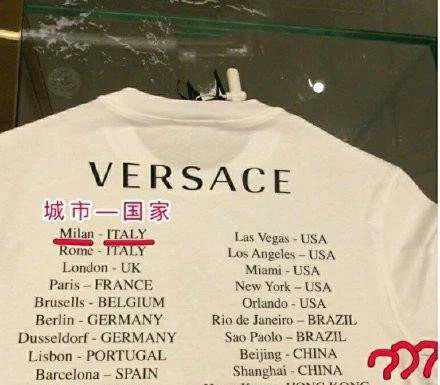 VERSACE
城市—国家
Milan - ITALY
Rome - ITALY
London - UK
Paris – FRANCE
Brusells - BELGIUM
Berlin - GERMANY
Dusseldorf - GERMANY
Lisbon - PORTUGAL
Barcelona – SPAIN
Las Vegas - USA
Los Angeles – USA
Miami - USA
New York – USA
Orlando - USA
Rio de Janeiro – BRAZIL
Sao Paolo – BRAZIL
Beijing - CHINA
Shanghai - CHINA
HONG KONG
???